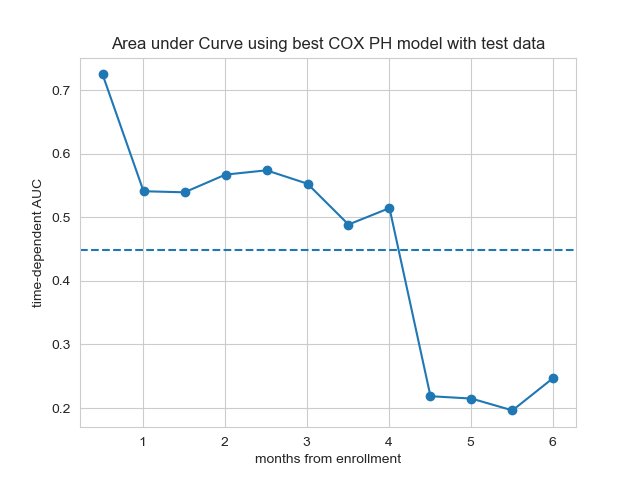 Area under Curve using best COX PH model with test data
time-dependent AUC
0.7
0.6
0.5
0.4
0.3
0.2
1 2 3 4 5 6
months from enrollment